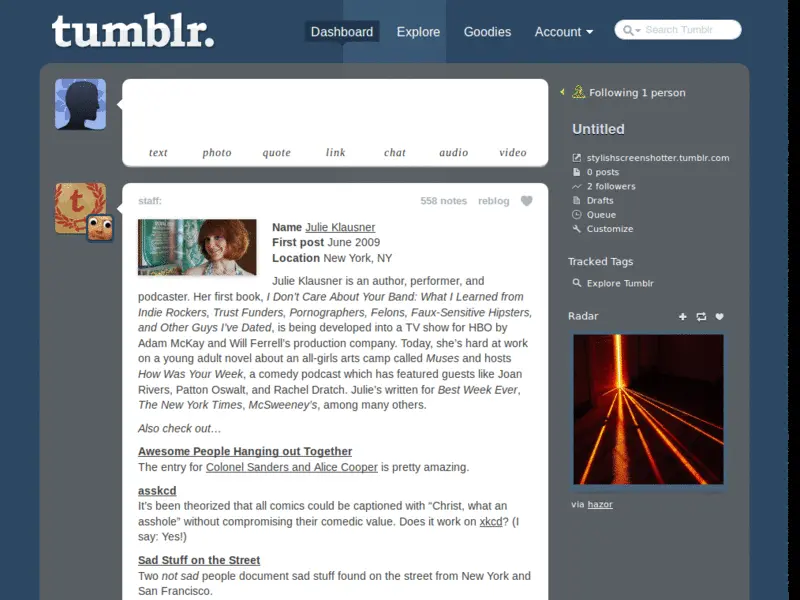 tumblr.
Dashboard
Explore
Goodies
Account
Search Tumblr
text
photo
quote
link
chat
audio
video
staff:
558 notes
reblog
Name Julie Klausner
First post June 2009
Location New York, NY
Julie Klausner is an author, performer, and
podcaster. Her first book, I Don't Care About Your Band: What I Learned from
Indie Rockers, Trust Funders, Pornographers, Felons, Faux-Sensitive Hipsters,
and Other Guys I've Dated, is being developed into a TV show for HBO by
Adam McKay and Will Ferrell's production company. Today, she's hard at work
on a young adult novel about an all-girls arts camp called Muses and hosts
How Was Your Week, a comedy podcast which has featured guests like Joan
Rivers, Patton Oswalt, and Rachel Dratch. Julie's written for Best Week Ever,
The New York Times, McSweeney's, among many others.
Also check out…
Awesome People Hanging out Together
The entry for Colonel Sanders and Alice Cooper is pretty amazing.
asskcd
It's been theorized that all comics could be captioned with “Christ, what an
asshole” without compromising their comedic value. Does it work on xkcd? (I
say: Yes!)
Sad Stuff on the Street
Two not sad people document sad stuff found on the street from New York and
San Francisco.
Following 1 person
Untitled
stylishscreenshotter.tumblr.com
0 posts
2 followers
Drafts
Queue
Customize
Tracked Tags
Explore Tumblr
Radar
via hazor